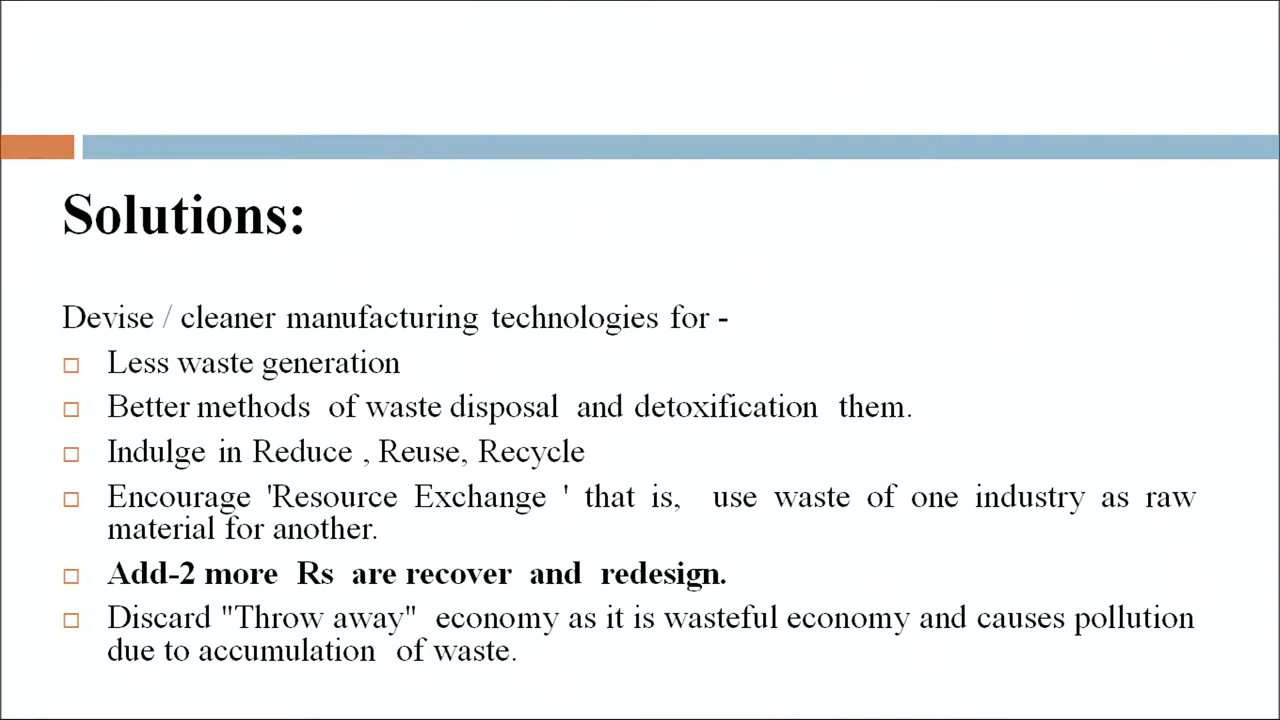 Solutions:
Devise / cleaner manufacturing technologies for -
Less waste generation
Better methods of waste disposal and detoxification them.
Indulge in Reduce , Reuse, Recycle
Encourage 'Resource Exchange ' that is, use waste of one industry as raw
material for another.
Add-2 more Rs are recover and redesign.
Discard "Throw away" economy as it is wasteful economy and causes pollution
due to accumulation of waste.